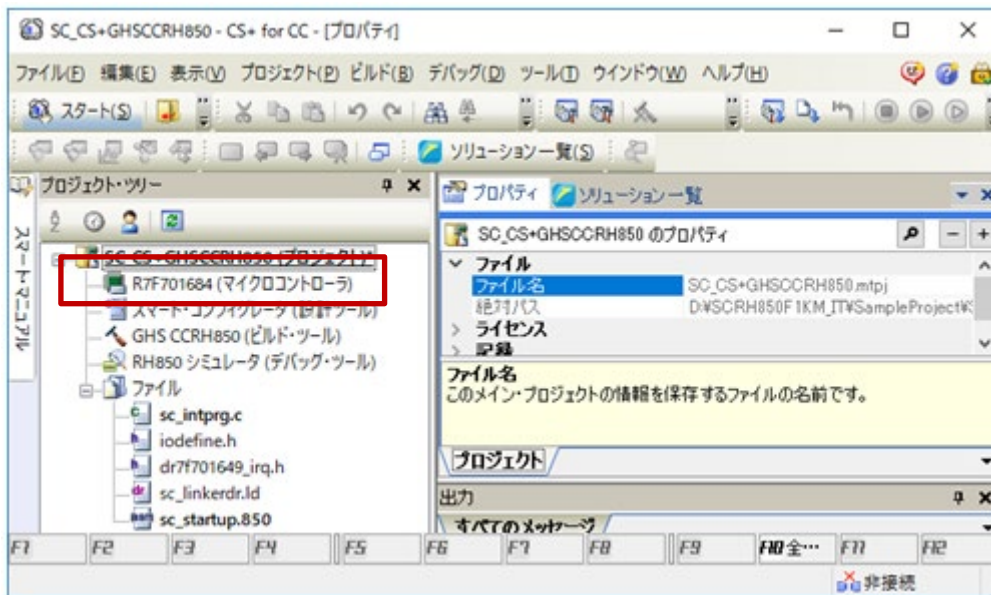 SC_CS+GHSCCRH850 - CS+ for CC - [プロパティ]
ファイル(F) 編集(E) 表示(V) プロジェクト(P) ビルド(B) デバッグ(D) ツール(T) ウインドウ(W) ヘルプ(H)
スタート(S)
ソリューション一覧(S)
スマート・マニュアル
プロジェクト・ツリー
SC_CS+GHSCCRH850 (プロジェクト)*
R7F701684 (マイクロコントローラ)
スマート・コンフィグレータ (設計ツール)
GHS CCRH850 (ビルド・ツール)
RH850 シミュレータ (デバッグ・ツール)
ファイル
sc_intprg.c
iodefine.h
dr7f701649_irq.h
sc_linkerdr.ld
sc_startup.850
プロパティ ソリューション一覧
SC_CS+GHSCCRH850 のプロパティ
ファイル
ファイル名 SC_CS+GHSCCRH850.mtpj
絶対パス D:¥SCRH850F1KM_IT¥SampleProject¥
ライセンス
記録
ファイル名
このメイン・プロジェクトの情報を保存するファイルの名前です。
プロジェクト
出力
すべてのメッセージ
F1 F2 F3 F4 F5 F6 F7 F8 F9 F10 全… F11 F12
非接続